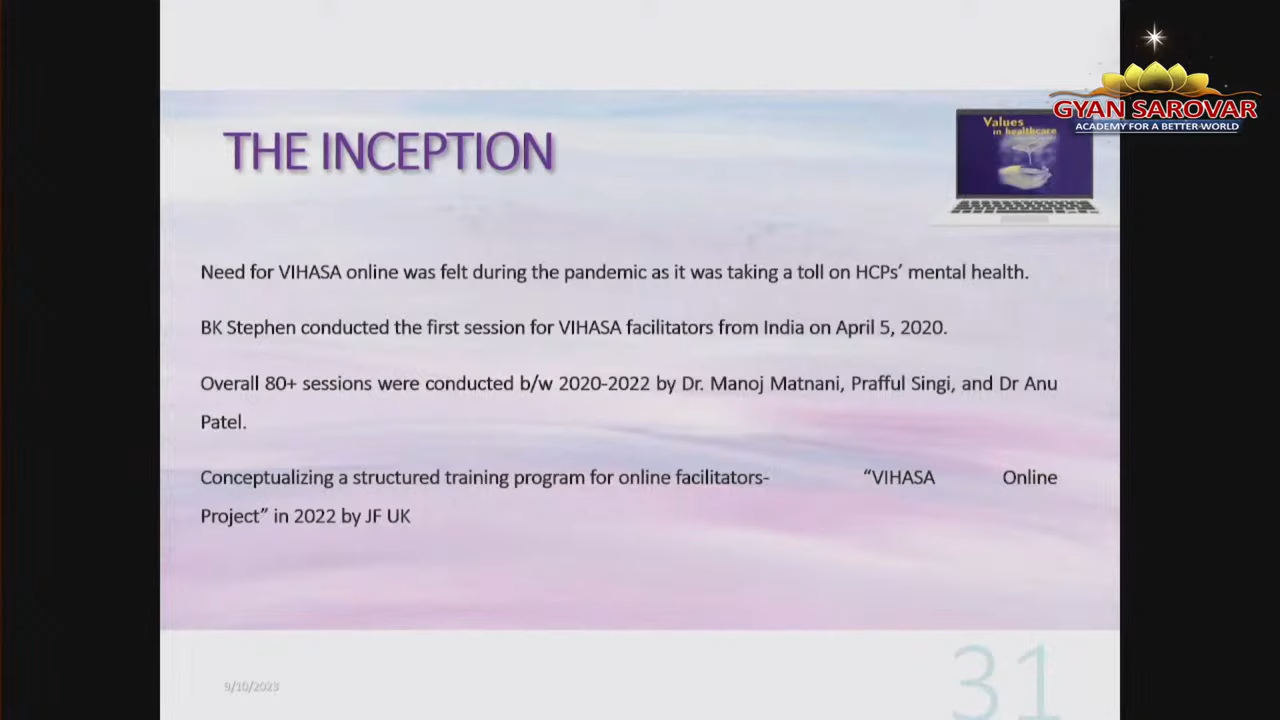 GYAN SAROVAR
ACADEMY FOR A BETTER-WORLD
Values
in healthcare
THE INCEPTION
Need for VIHASA online was felt during the pandemic as it was taking a toll on HCPs’ mental health.
BK Stephen conducted the first session for VIHASA facilitators from India on April 5, 2020.
Overall 80+ sessions were conducted b/w 2020-2022 by Dr. Manoj Matnani, Prafful Singi, and Dr Anu
Patel.
Conceptualizing a structured training program for online facilitators- “VIHASA Online
Project” in 2022 by JF UK
9/10/2023
31